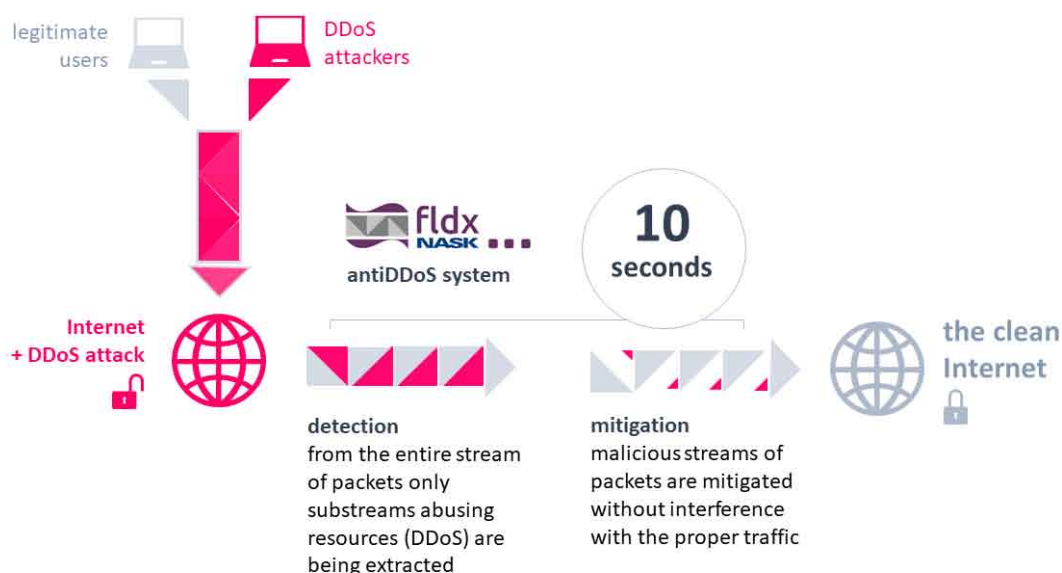 legitimate
users
DDoS
attackers
fldx
NASK
antiDDoS system
10
seconds
Internet
+ DDoS attack
the clean
Internet
detection
from the entire stream
of packets only
substreams abusing
resources (DDoS) are
being extracted
mitigation
malicious streams of
packets are mitigated
without interference
with the proper traffic